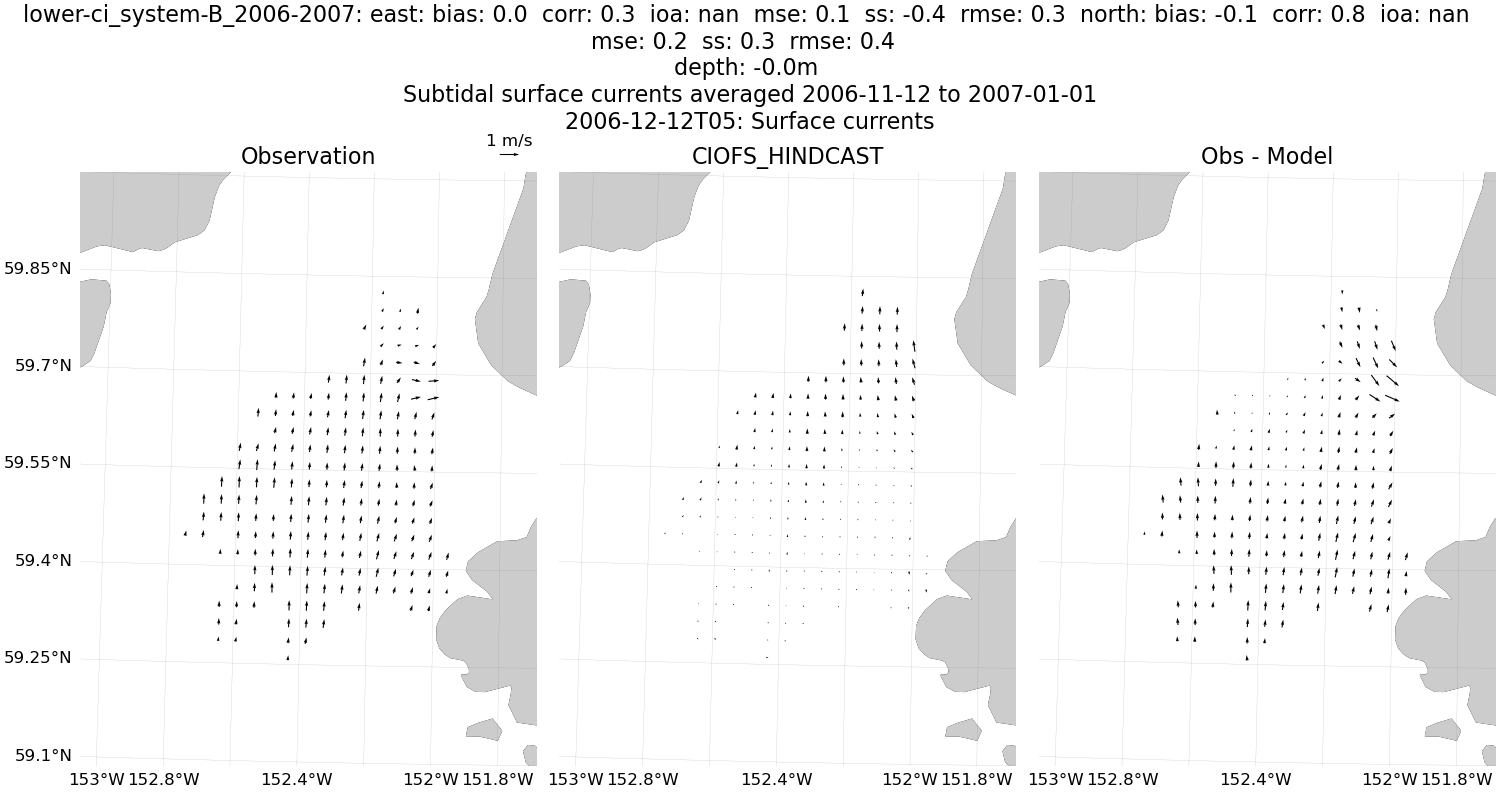 lower-ci_system-B_2006-2007: east: bias: 0.0 corr: 0.3 ioa: nan mse: 0.1 ss: -0.4 rmse: 0.3 north: bias: -0.1 corr: 0.8 ioa: nan
mse: 0.2 ss: 0.3 rmse: 0.4
depth: -0.0m
Subtidal surface currents averaged 2006-11-12 to 2007-01-01
2006-12-12T05: Surface currents
1 m/s
Observation CIOFS_HINDCAST Obs - Model
59.85°N
59.7°N
59.55°N
59.4°N
59.25°N
59.1°N
153°W 152.8°W 152.4°W 152°W 151.8°W 153°W 152.8°W 152.4°W 152°W 151.8°W 153°W 152.8°W 152.4°W 152°W 151.8°W